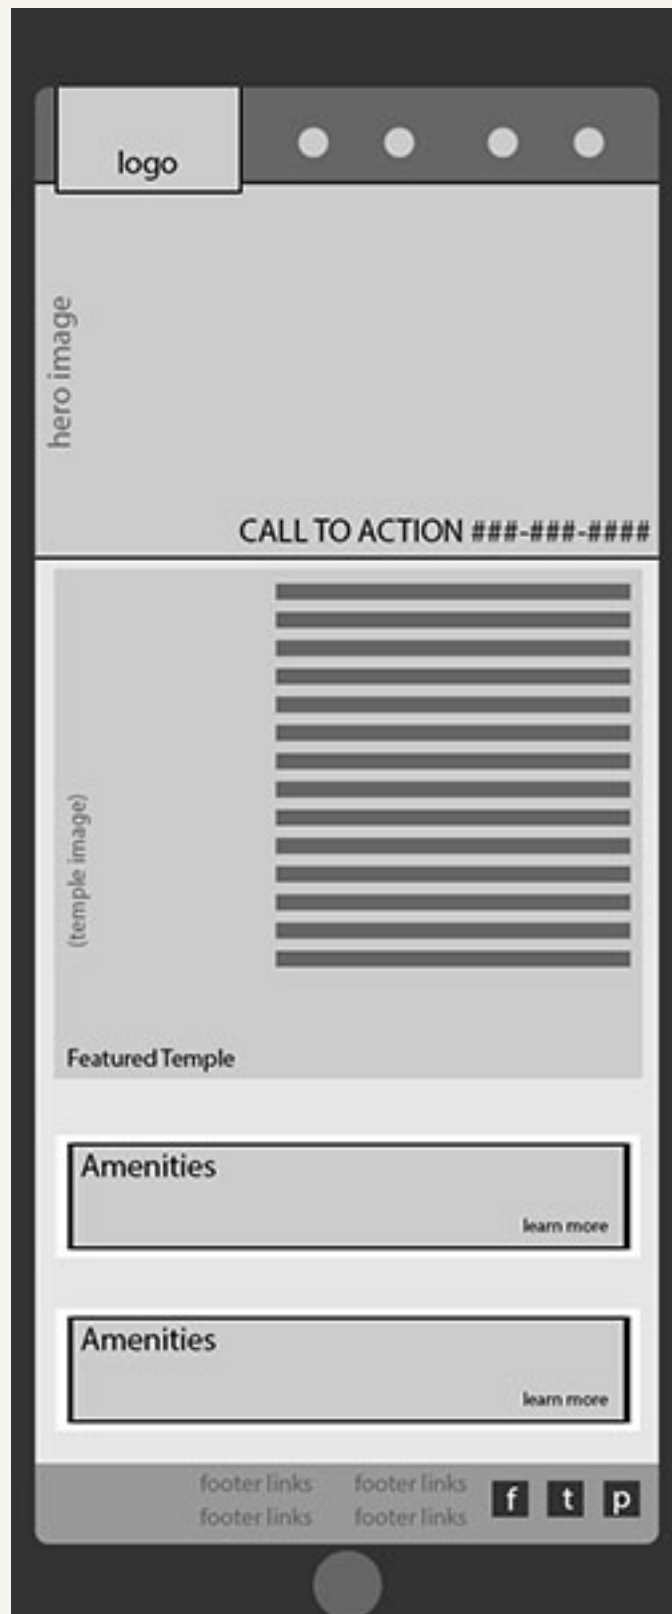 logo
hero image
CALL TO ACTION ###-###-####
(temple image)
Featured Temple
Amenities
learn more
Amenities
learn more
footer links footer links
footer links footer links
f t p